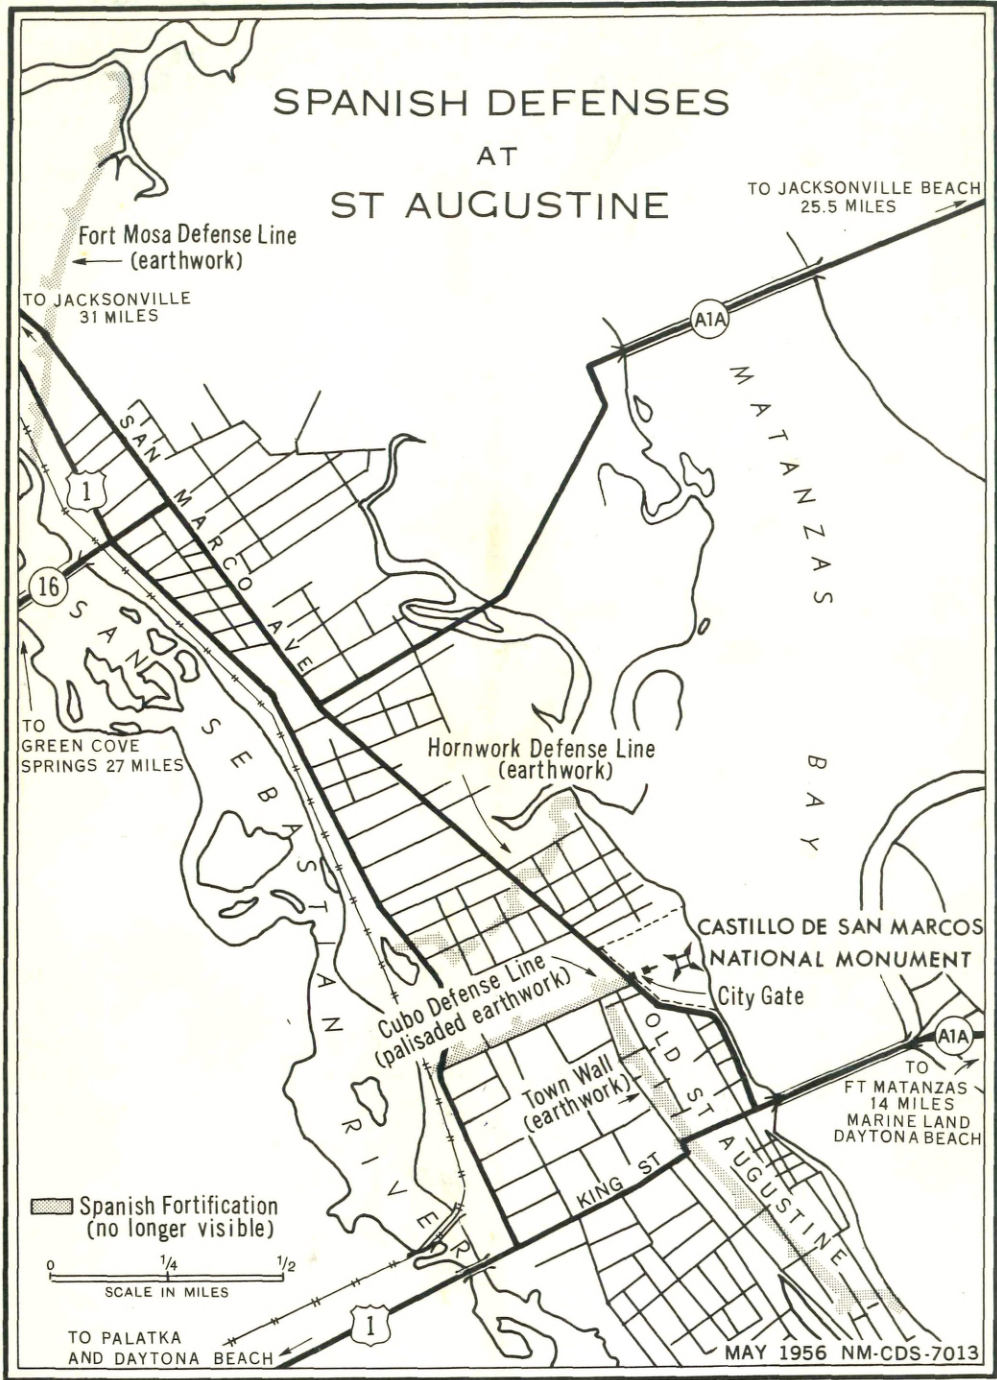 SPANISH DEFENSES
AT
ST AUGUSTINE
TO JACKSONVILLE BEACH
25.5 MILES
Fort Mosa Defense Line
(earthwork)
TO JACKSONVILLE
31 MILES
A1A
MATANZAS BAY
SAN MARCO AVE
1
16
SAN SEBASTIAN RIVER
TO
GREEN COVE
SPRINGS 27 MILES
Hornwork Defense Line
(earthwork)
CASTILLO DE SAN MARCOS
NATIONAL MONUMENT
City Gate
Cubo Defense Line
(palisaded earthwork)
OLD ST AUGUSTINE
A1A
TO
FT MATANZAS
14 MILES
MARINE LAND
DAYTONA BEACH
Town Wall
(earthwork)
KING ST
Spanish Fortification
(no longer visible)
0 1/4 1/2
SCALE IN MILES
1
TO PALATKA
AND DAYTONA BEACH
MAY 1956 NM-CDS-7013